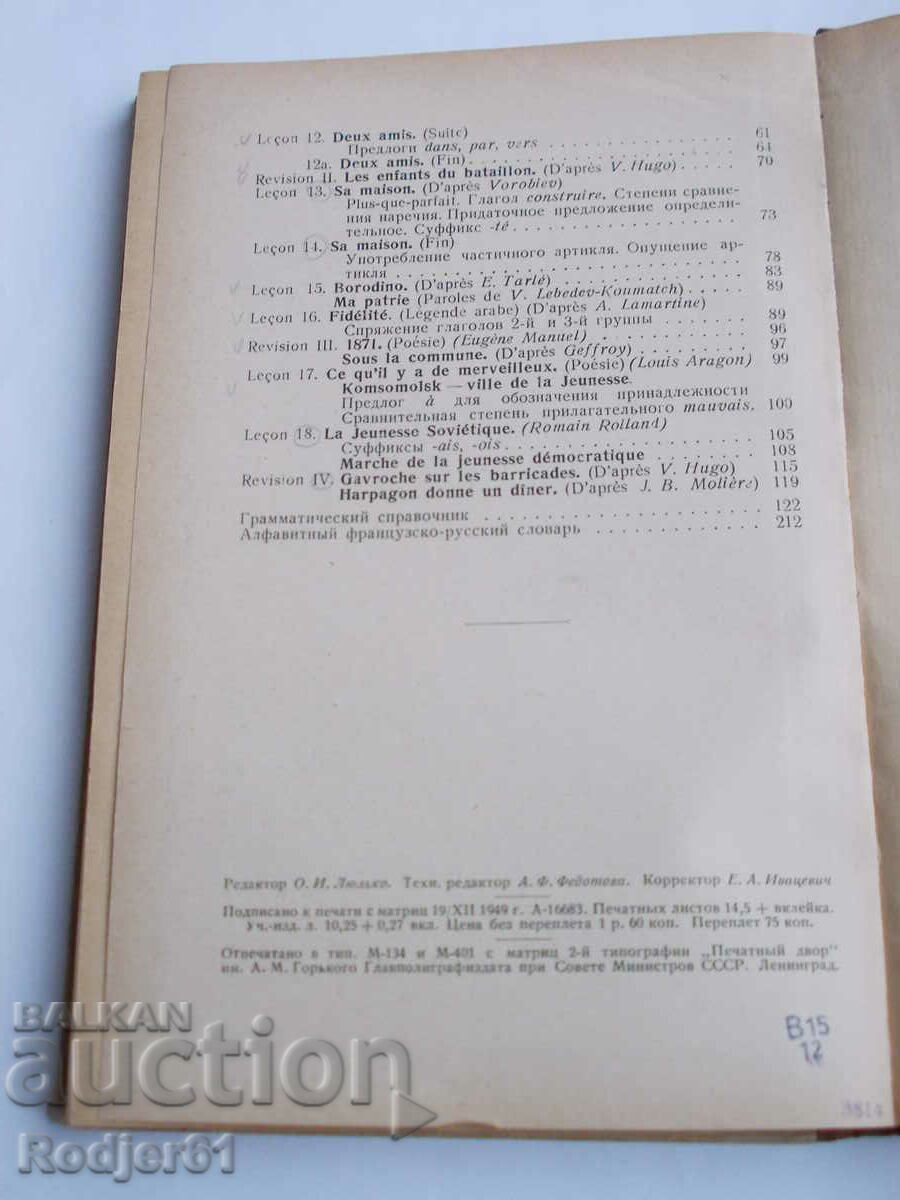 Leçon 12. Deux amis. (Suite)
Предлоги dans, par, vers . . . . . . . . . . . . 61
12a. Deux amis. (Fin) . . . . . . . . . . . . . . . 64
Revision II. Les enfants du bataillon. (D'après V. Hugo) . . . . 70
Leçon 13. Sa maison. (D'après Vorobiev)
Plus-que-parfait. Глагол construire. Степени сравне-
ния наречия. Придаточное предложение определи-
тельное. Суффикс -té . . . . . . . . . . . . . . 73
Leçon 14. Sa maison. (Fin)
Употребление частичного артикля. Опущение ар-
тикля . . . . . . . . . . . . . . . . . . . . . 78
Leçon 15. Borodino. (D'après E. Tarlé) . . . . . . . . . . 83
Ma patrie (Paroles de V. Lebedev-Koumatch) . . . . 89
Leçon 16. Fidélité. (Légende arabe) (D'après A. Lamartine)
Спряжение глаголов 2-й и 3-й группы . . . . . . . 89
Revision III. 1871. (Poésie) (Eugène Manuel) . . . . . . . . . . 96
Sous la commune. (D'après Geffroy) . . . . . . . . 97
Leçon 17. Ce qu'il y a de merveilleux. (Poésie) (Louis Aragon) 99
Komsomolsk — ville de la Jeunesse.
Предлог à для обозначения принадлежности
Сравнительная степень прилагательного mauvais. 100
Leçon 18. La Jeunesse Soviétique. (Romain Rolland)
Суффиксы -ais, -ois . . . . . . . . . . . . . . 105
Marche de la jeunesse démocratique . . . . . . . 108
Revision IV. Gavroche sur les barricades. (D'après V. Hugo) 115
Harpagon donne un dîner. (D'après J. B. Molière) 119
Грамматический справочник . . . . . . . . . . . . . . . 122
Алфавитный французско-русский словарь . . . . . . . . . . 212
Редактор О. И. Люлько. Техн. редактор А. Ф. Федотова. Корректор Е. А. Ивацевич
Подписано к печати с матриц 19/XII 1949 г. А-16683. Печатных листов 14,5 + вклейка.
Уч.-изд. л. 10,25 + 0,27 вкл. Цена без переплета 1 р. 60 коп. Переплет 75 коп.
Отпечатано в тип. М-134 и М-401 с матриц 2-й типографии „Печатный двор"
им. А. М. Горького Главполиграфиздата при Совете Министров СССР. Ленинград.
BALKAN
auction
B15
12
Rodjer61